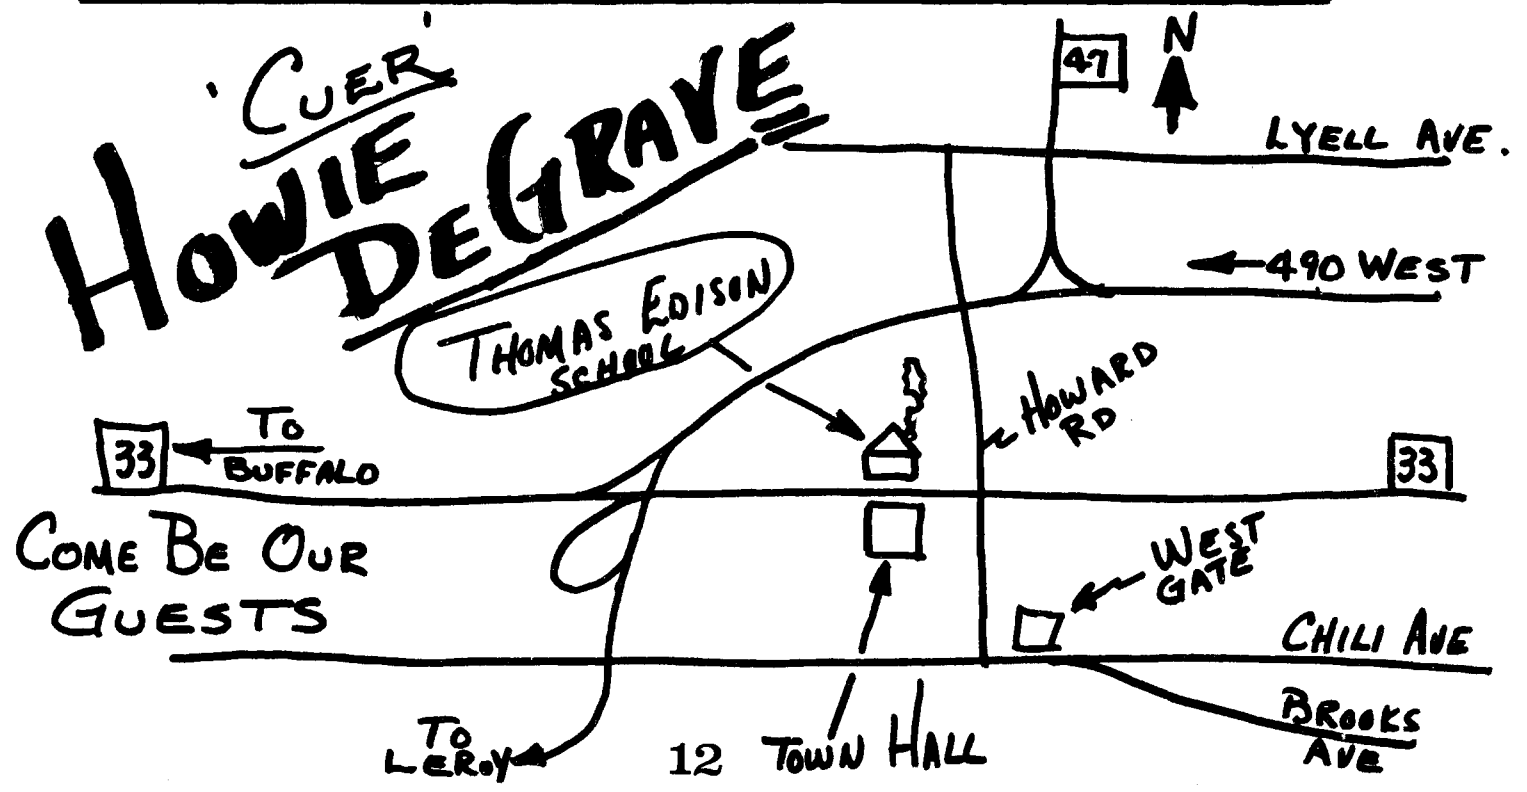 'CUER'
HOWIE
DEGRAVE
47
N
LYELL AVE.
490 WEST
THOMAS EDISON
SCHOOL
HOWARD
RD
33
TO
BUFFALO
33
COME BE OUR
GUESTS
WEST
GATE
CHILI AVE
BROOKS
AVE
TO
LEROY
12
TOWN HALL